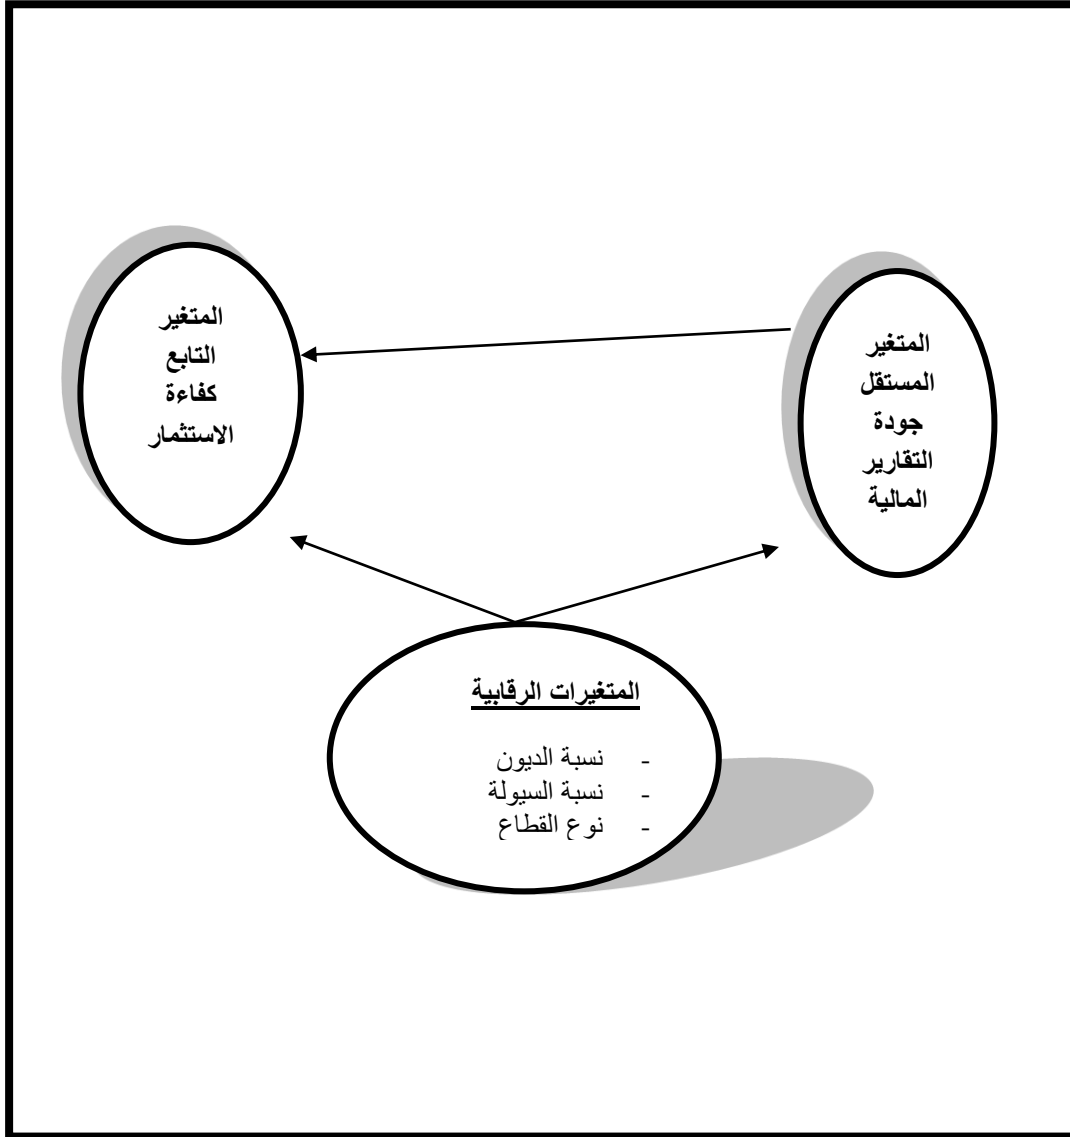 المتغير
المستقل
جودة
التقارير
المالية
المتغير
التابع
كفاءة
الاستثمار
المتغيرات الرقابية
- نسبة الديون
- نسبة السيولة
- نوع القطاع